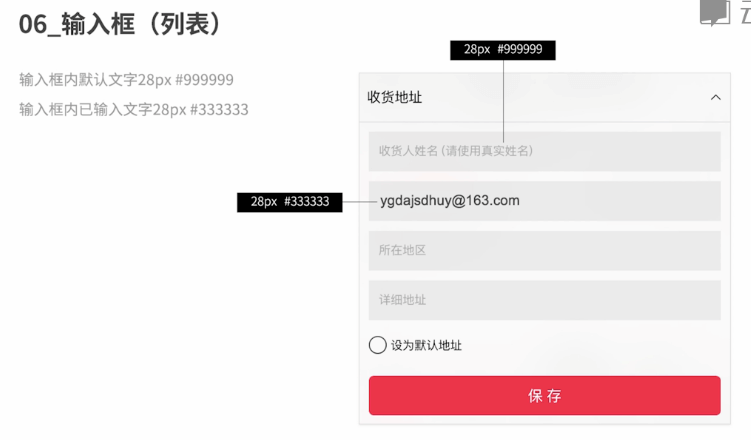 06_输入框（列表）
输入框内默认文字28px #999999
输入框内已输入文字28px #333333
28px #999999
收货地址
收货人姓名 (请使用真实姓名)
28px #333333
ygdajsdhuy@163.com
所在地区
详细地址
设为默认地址
保 存